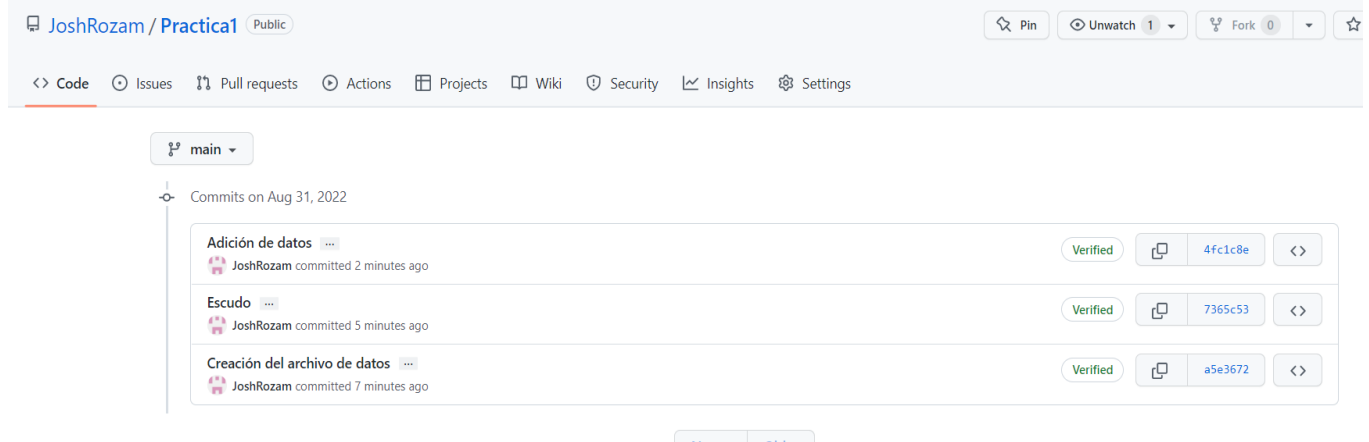 JoshRozam / Practica1 Public Pin Unwatch 1 Fork 0
Code Issues Pull requests Actions Projects Wiki Security Insights Settings
main
Commits on Aug 31, 2022
Adición de datos ...
JoshRozam committed 2 minutes ago
Verified 4fc1c8e
Escudo ...
JoshRozam committed 5 minutes ago
Verified 7365c53
Creación del archivo de datos ...
JoshRozam committed 7 minutes ago
Verified a5e3672